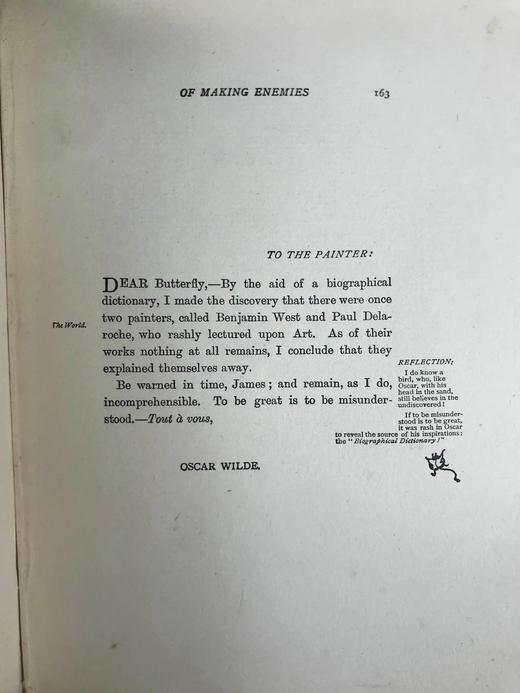 OF MAKING ENEMIES 163
TO THE PAINTER:
DEAR Butterfly,—By the aid of a biographical
dictionary, I made the discovery that there were once
two painters, called Benjamin West and Paul Dela-
roche, who rashly lectured upon Art. As of their
works nothing at all remains, I conclude that they
explained themselves away.
Be warned in time, James; and remain, as I do,
incomprehensible. To be great is to be misunder-
stood.—Tout à vous,
OSCAR WILDE.
The World.
REFLECTION:
I do know a
bird, who, like
Oscar, with his
head in the sand,
still believes in the
undiscovered!
If to be misunder-
stood is to be great,
it was rash in Oscar
to reveal the source of his inspirations:
the "Biographical Dictionary!"